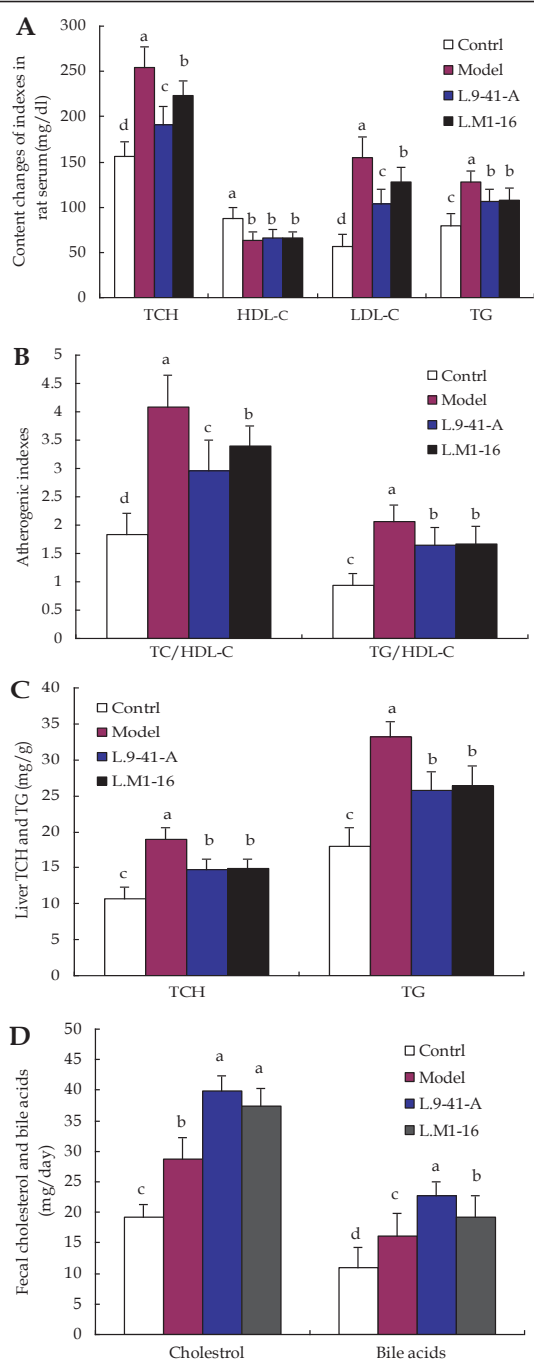 A
Content changes of indexes in
rat serum(mg/dl)
300
250
200
150
100
50
0
Contrl
Model
L.9-41-A
L.M1-16
d
a
c
b
a
b
b
b
d
a
c
b
c
a
b
b
TCH
HDL-c
LDL-C
TG
B
Atherogenic indexes
4.5
4
3.5
3
2.5
2
1.5
1
0.5
0
Contrl
Model
L.9-41-A
L.M1-16
d
a
c
b
c
a
b
b
TC/HDL-C
TG/HDL-C
C
Liver TCH and TG (mg/g)
40
35
30
25
20
15
10
5
0
Contrl
Model
L.9-41-A
L.M1-16
c
a
b
b
c
a
b
b
TCH
TG
D
Fecal cholesterol and bile acids
(mg/day)
50
45
40
35
30
25
20
15
10
5
0
Contrl
Model
L.9-41-A
L.M1-16
c
b
a
a
d
c
a
b
Cholestrol
Bile acids